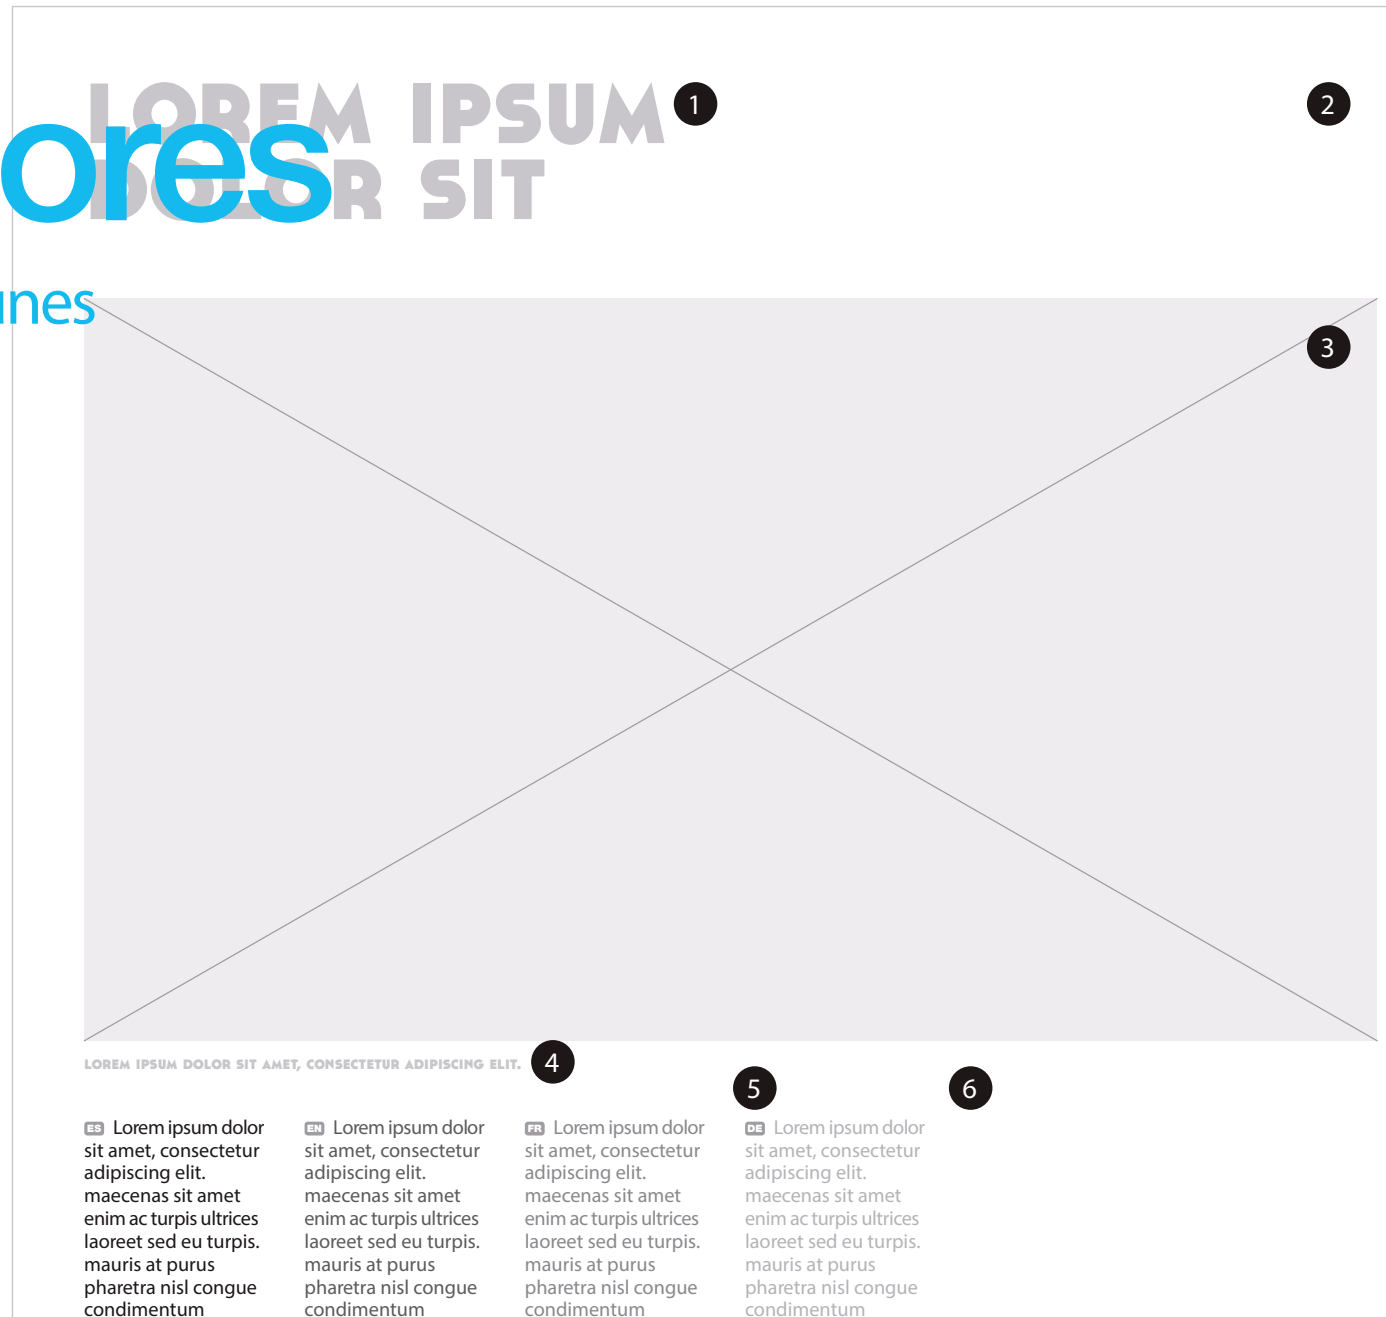 LOREM IPSUM
DOLOR SIT
ores
1
2
unes
3
LOREM IPSUM DOLOR SIT AMET, CONSECTETUR ADIPISCING ELIT.
4
5
6
ES Lorem ipsum dolor
sit amet, consectetur
adipiscing elit.
maecenas sit amet
enim ac turpis ultrices
laoreet sed eu turpis.
mauris at purus
pharetra nisl congue
condimentum
EN Lorem ipsum dolor
sit amet, consectetur
adipiscing elit.
maecenas sit amet
enim ac turpis ultrices
laoreet sed eu turpis.
mauris at purus
pharetra nisl congue
condimentum
FR Lorem ipsum dolor
sit amet, consectetur
adipiscing elit.
maecenas sit amet
enim ac turpis ultrices
laoreet sed eu turpis.
mauris at purus
pharetra nisl congue
condimentum
DE Lorem ipsum dolor
sit amet, consectetur
adipiscing elit.
maecenas sit amet
enim ac turpis ultrices
laoreet sed eu turpis.
mauris at purus
pharetra nisl congue
condimentum